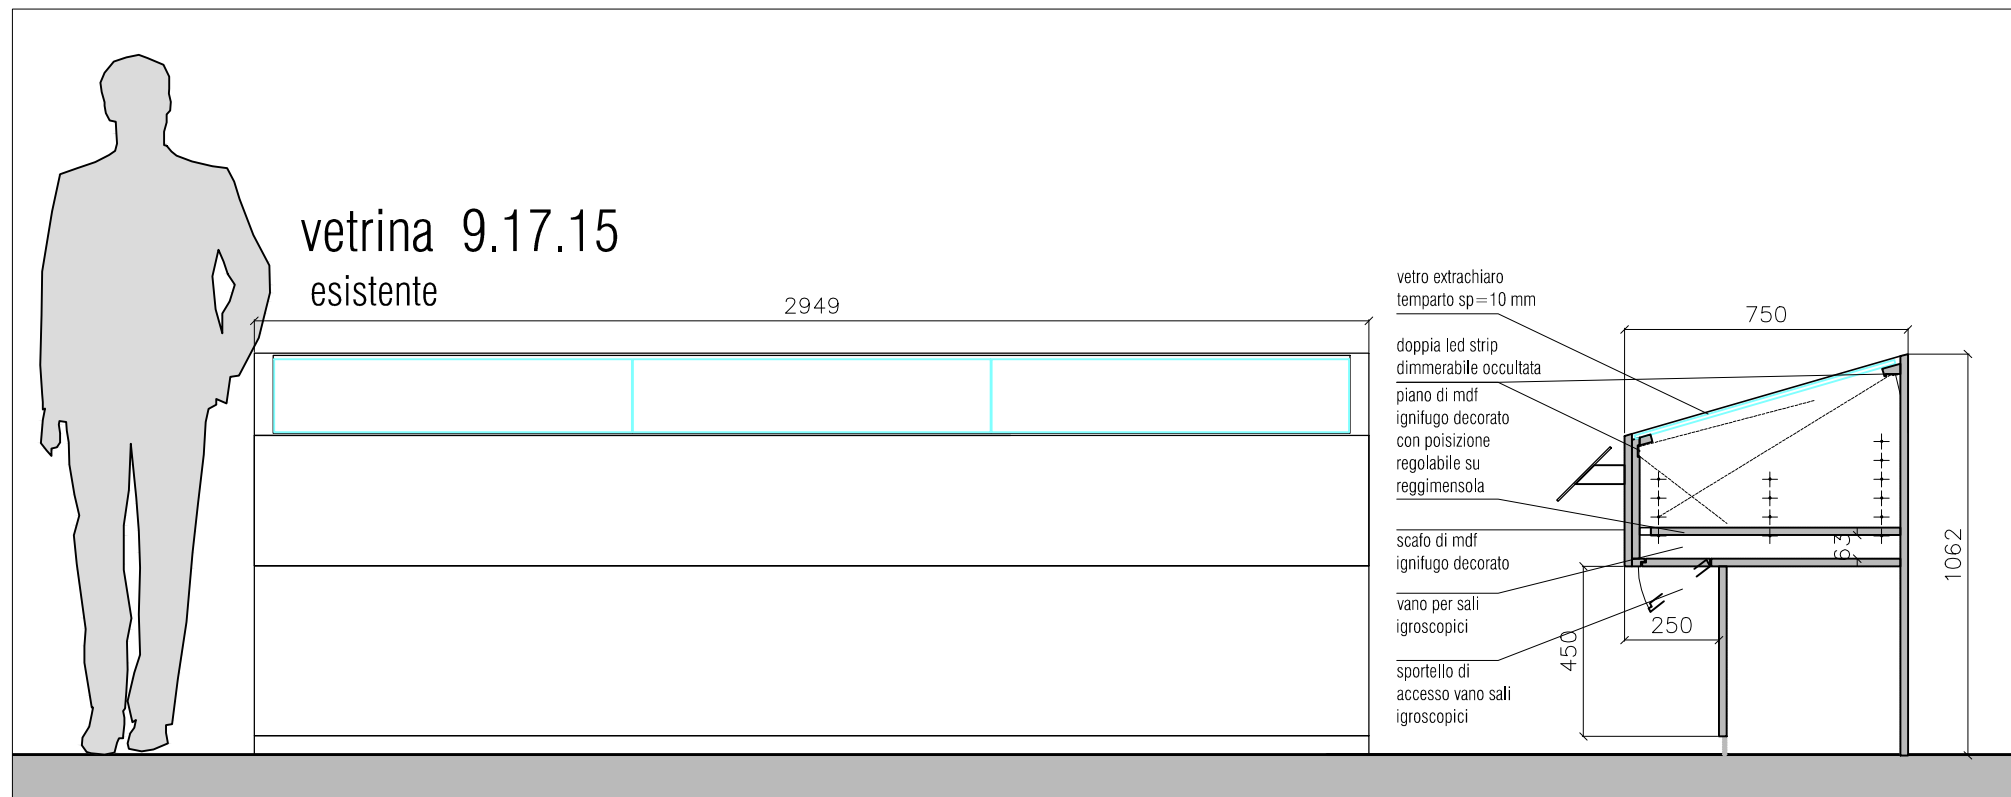 vetrina 9.17.15
esistente
2949
vetro extrachiaro
temparto sp=10 mm
doppia led strip
dimmerabile occultata
piano di mdf
ignifugo decorato
con poisizione
regolabile su
reggimensola
scafo di mdf
ignifugo decorato
vano per sali
igroscopici
sportello di
accesso vano sali
igroscopici
750
1062
63
250
450